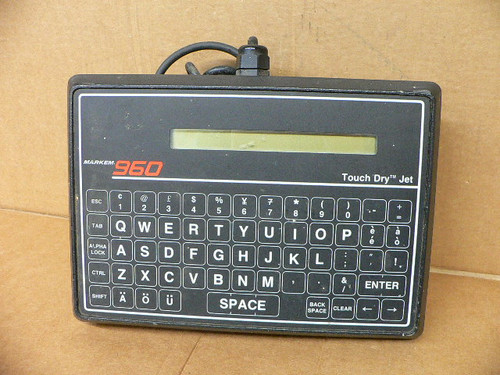 MARKEM 960
Touch Dry™ Jet
ESC ¢ 1 @ 2 £ 3 $ 4 % 5 ¥ 6 7 * 8 ( 9 ) 0 - + =
TAB Q W E R T Y U I O P é è à ò
ALPHA LOCK A S D F G H J K L : ; !
CTRL Z X C V B N M , . & / ENTER
SHIFT Ä Ö Ü SPACE BACK SPACE CLEAR ← →